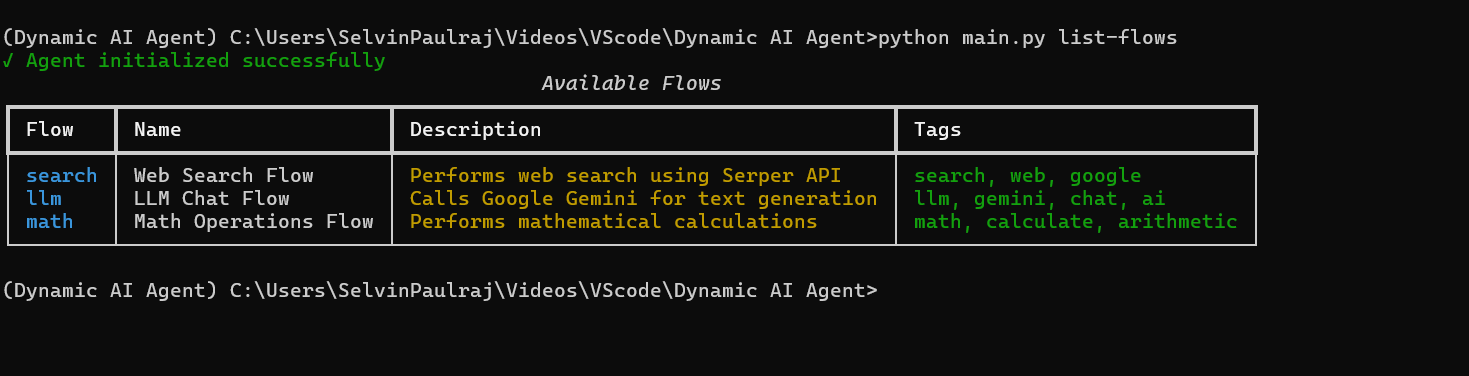 (Dynamic AI Agent) C:\Users\SelvinPaulraj\Videos\VScode\Dynamic AI Agent>python main.py list-flows
✓ Agent initialized successfully
Available Flows
Flow Name Description Tags
search Web Search Flow Performs web search using Serper API search, web, google
llm LLM Chat Flow Calls Google Gemini for text generation llm, gemini, chat, ai
math Math Operations Flow Performs mathematical calculations math, calculate, arithmetic
(Dynamic AI Agent) C:\Users\SelvinPaulraj\Videos\VScode\Dynamic AI Agent>